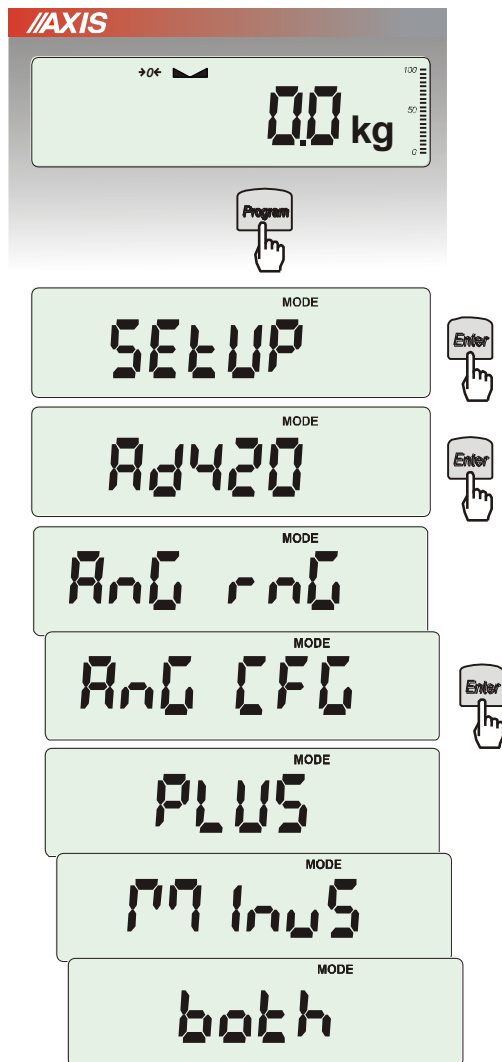 //AXIS
→0←
100
50
0
0.0 kg
Program
MODE
SEtUP
Enter
MODE
Ad420
Enter
MODE
AnG rnG
MODE
AnG CFG
Enter
MODE
PLUS
MODE
MInuS
MODE
both